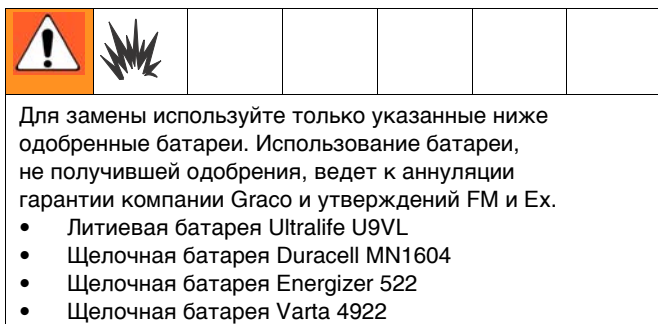 Для замены используйте только указанные ниже
одобренные батареи. Использование батареи,
не получившей одобрения, ведет к аннуляции
гарантии компании Graco и утверждений FM и Ex.
• Литиевая батарея Ultralife U9VL
• Щелочная батарея Duracell MN1604
• Щелочная батарея Energizer 522
• Щелочная батарея Varta 4922